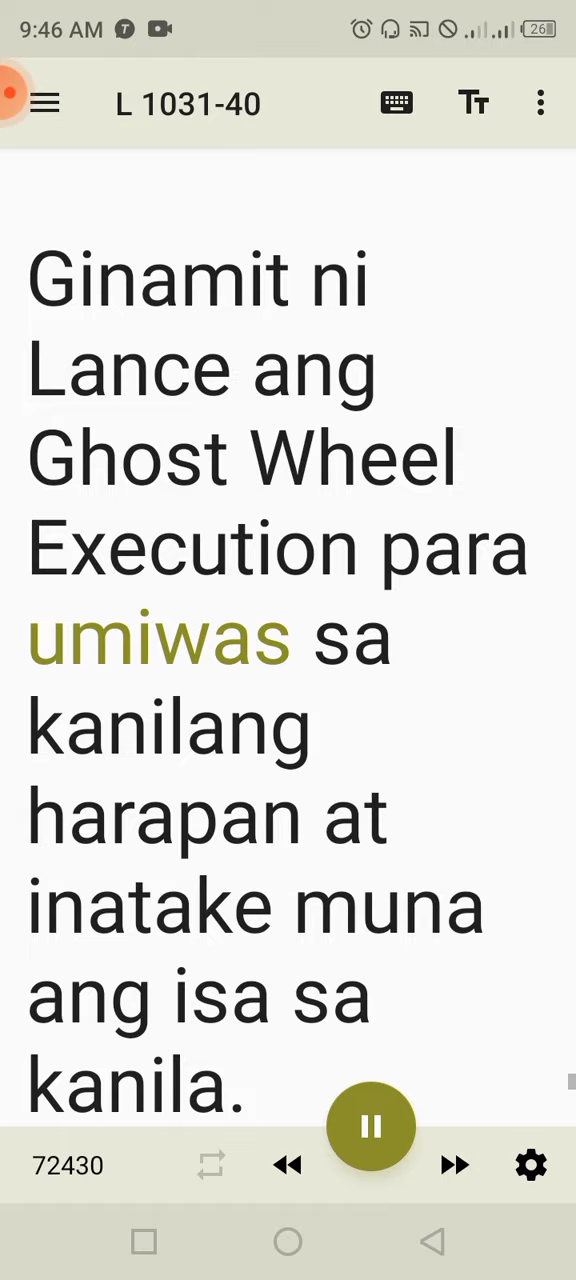 9:46 AM
26
L 1031-40
Ginamit ni
Lance ang
Ghost Wheel
Execution para
umiwas sa
kanilang
harapan at
inatake muna
ang isa sa
kanila.
72430